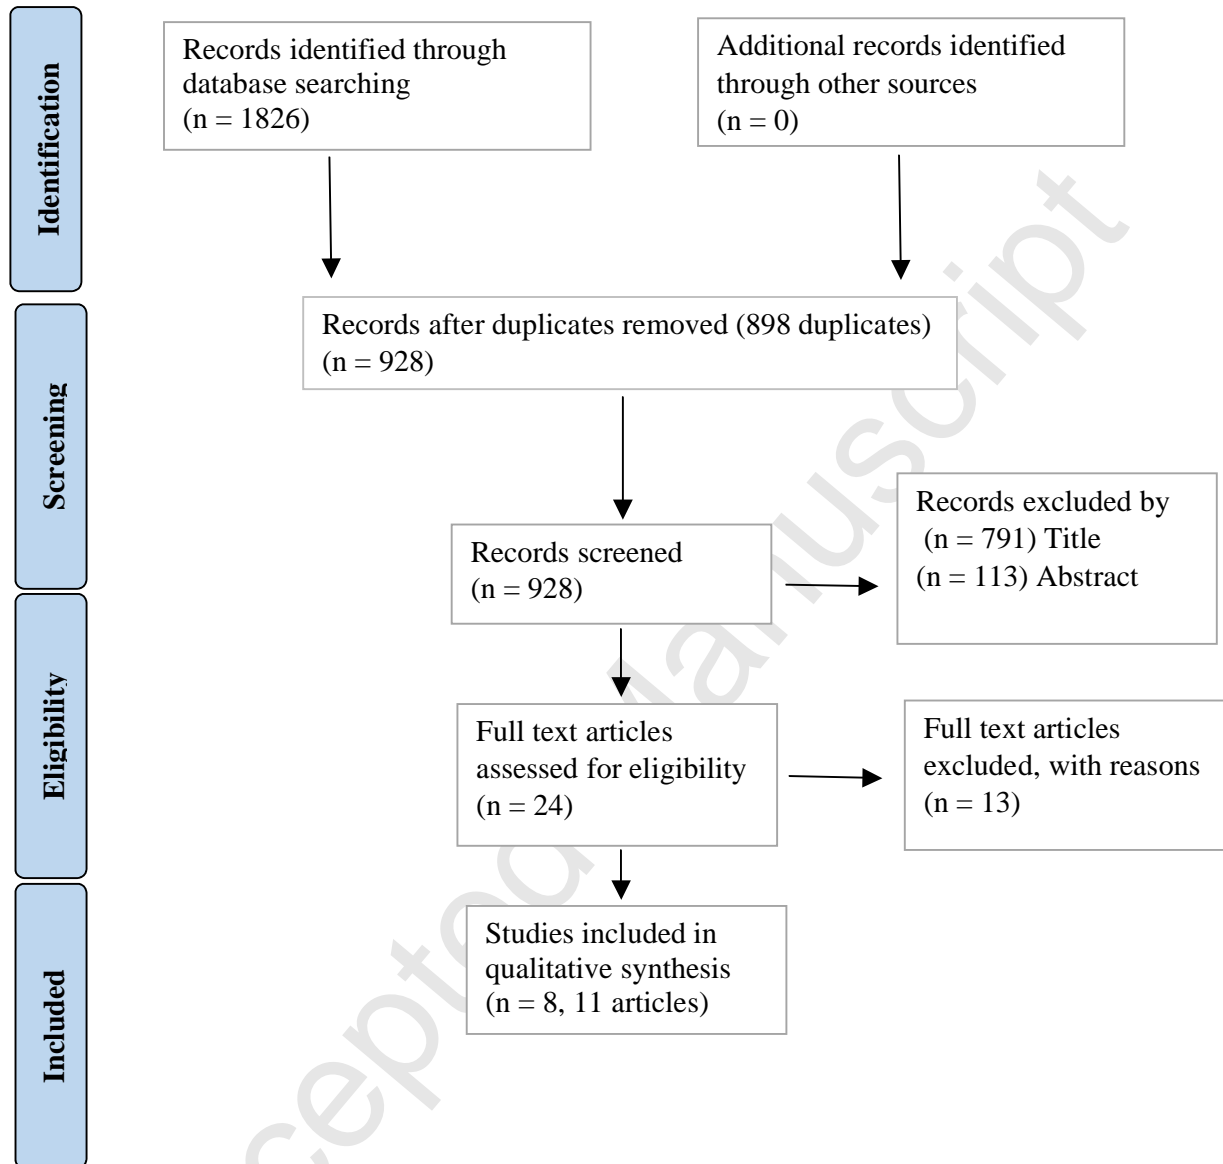 Identification
Records identified through
database searching
(n = 1826)
Additional records identified
through other sources
(n = 0)
Records after duplicates removed (898 duplicates)
(n = 928)
Screening
Records screened
(n = 928)
Records excluded by
(n = 791) Title
(n = 113) Abstract
Eligibility
Full text articles
assessed for eligibility
(n = 24)
Full text articles
excluded, with reasons
(n = 13)
Included
Studies included in
qualitative synthesis
(n = 8, 11 articles)
cepted Manuscript